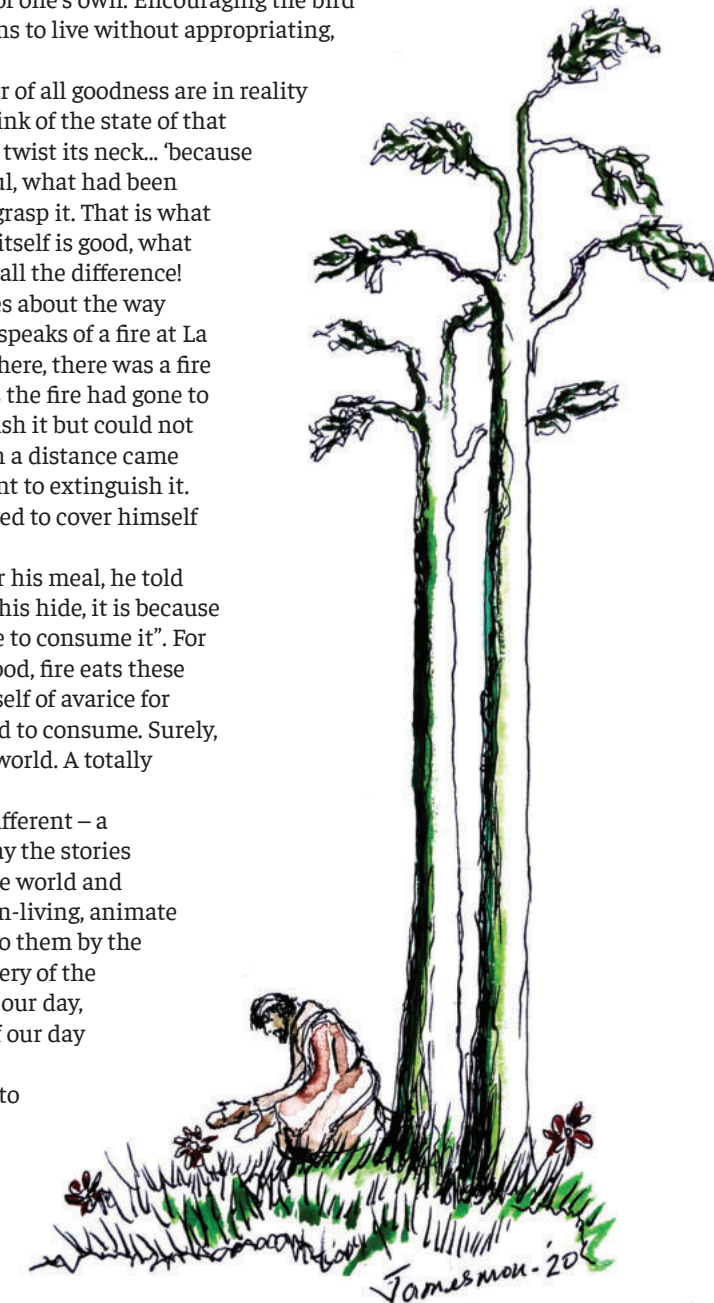 of one's own. Encouraging the bird
ns to live without appropriating,
r of all goodness are in reality
ink of the state of that
twist its neck... 'because
ul, what had been
grasp it. That is what
itself is good, what
all the difference!
es about the way
speaks of a fire at La
here, there was a fire
the fire had gone to
ish it but could not
n a distance came
nt to extinguish it.
ed to cover himself
r his meal, he told
his hide, it is because
e to consume it”. For
ood, fire eats these
self of avarice for
d to consume. Surely,
world. A totally
ifferent – a
ay the stories
e world and
n-living, animate
o them by the
ery of the
our day,
f our day
to
Jamesmon-'20